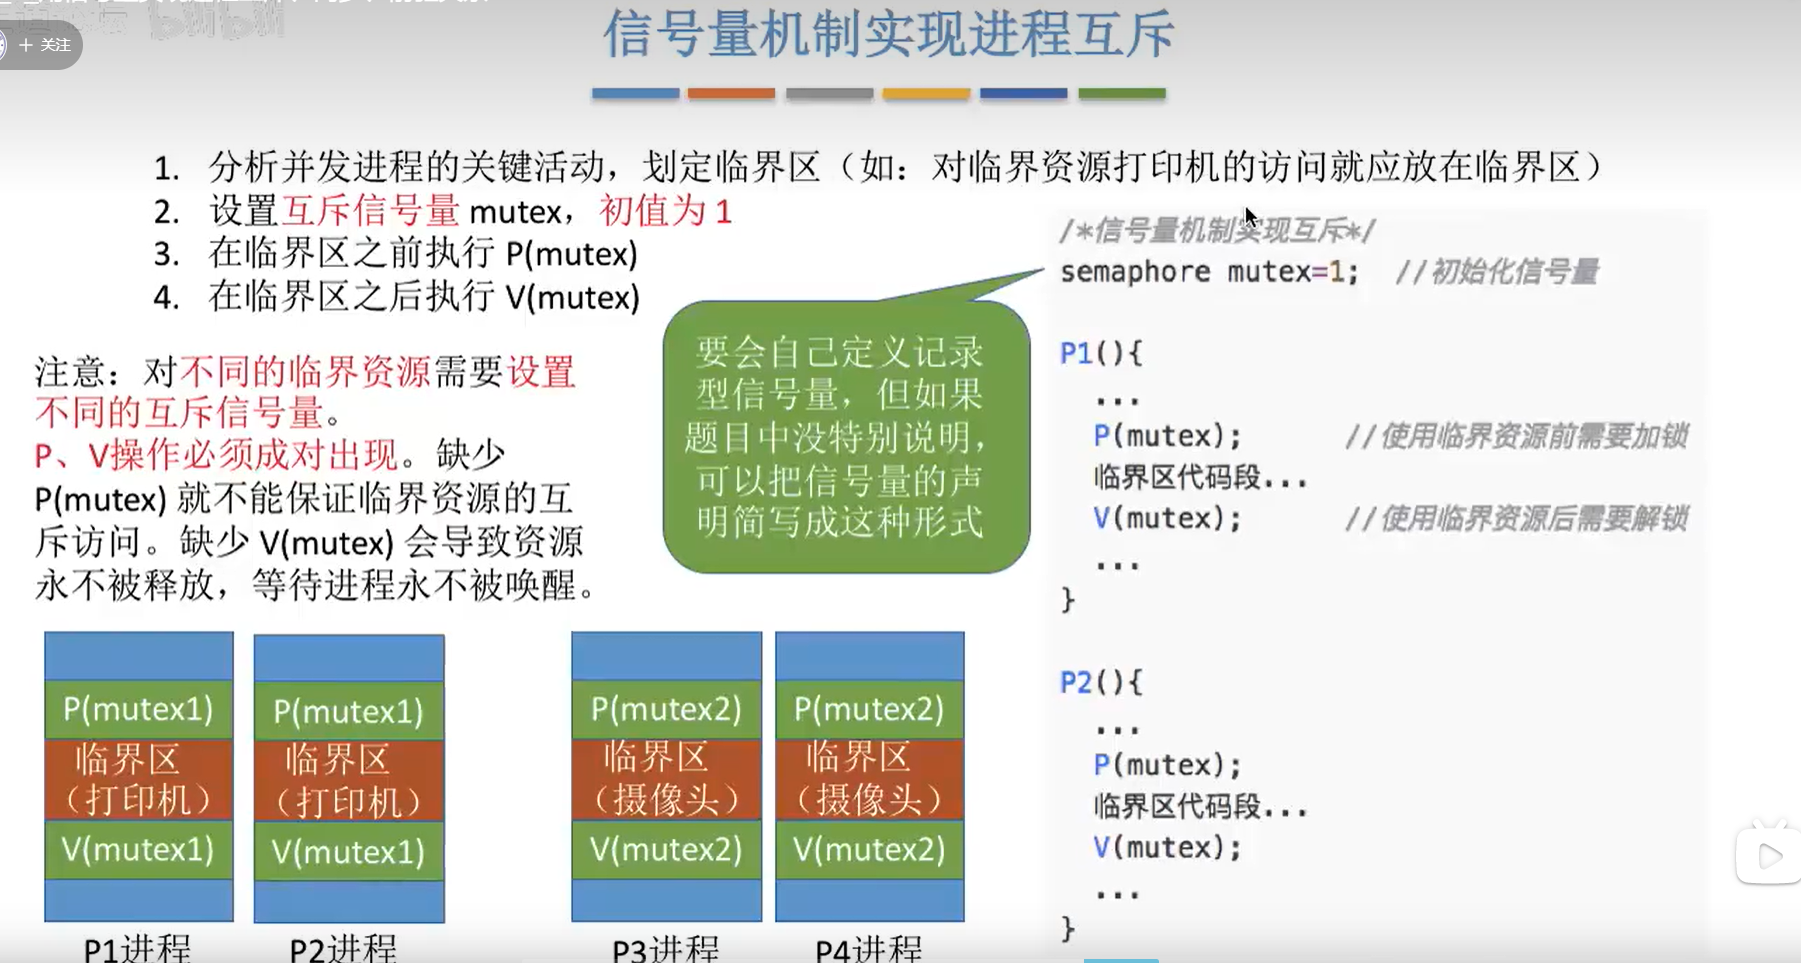 + 关注
bilibili
信号量机制实现进程互斥
1. 分析并发进程的关键活动，划定临界区（如：对临界资源打印机的访问就应放在临界区）
2. 设置互斥信号量 mutex，初值为 1
3. 在临界区之前执行 P(mutex)
4. 在临界区之后执行 V(mutex)
注意：对不同的临界资源需要设置
不同的互斥信号量。
P、V操作必须成对出现。缺少
P(mutex) 就不能保证临界资源的互
斥访问。缺少 V(mutex) 会导致资源
永不被释放，等待进程永不被唤醒。
要会自己定义记录
型信号量，但如果
题目中没特别说明，
可以把信号量的声
明简写成这种形式
/*信号量机制实现互斥*/
semaphore mutex=1; //初始化信号量
P1(){
...
P(mutex); //使用临界资源前需要加锁
临界区代码段...
V(mutex); //使用临界资源后需要解锁
...
}
P2(){
...
P(mutex);
临界区代码段...
V(mutex);
...
}
P(mutex1)
临界区
（打印机）
V(mutex1)
P1进程
P(mutex1)
临界区
（打印机）
V(mutex1)
P2进程
P(mutex2)
临界区
（摄像头）
V(mutex2)
P3进程
P(mutex2)
临界区
（摄像头）
V(mutex2)
P4进程